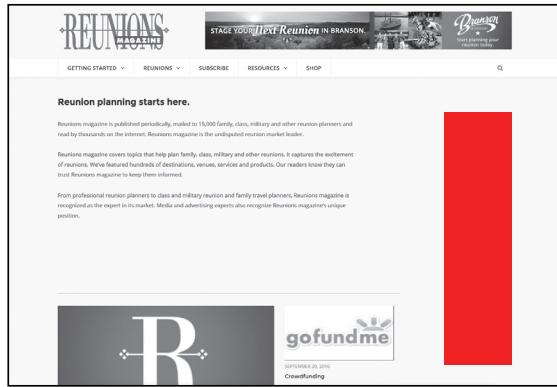 REUNIONS
MAGAZINE
STAGE YOUR Next Reunion IN BRANSON.
Branson
Start planning your
reunion today.
GETTING STARTED
REUNIONS
SUBSCRIBE
RESOURCES
SHOP
Reunion planning starts here.
Reunions magazine is published periodically, mailed to 15,000 family, class, military and other reunion planners and
read by thousands on the internet. Reunions magazine is the undisputed reunion market leader.
Reunions magazine covers topics that help plan family, class, military and other reunions. It captures the excitement
of reunions. We've featured hundreds of destinations, venues, services and products. Our readers know they can
trust Reunions magazine to keep them informed.
From professional reunion planners to class and military reunion and family travel planners, Reunions magazine is
recognized as the expert in its market. Media and advertising experts also recognize Reunions magazine's unique
position.
R
gofundme
SEPTEMBER 20, 2016
Crowdfunding